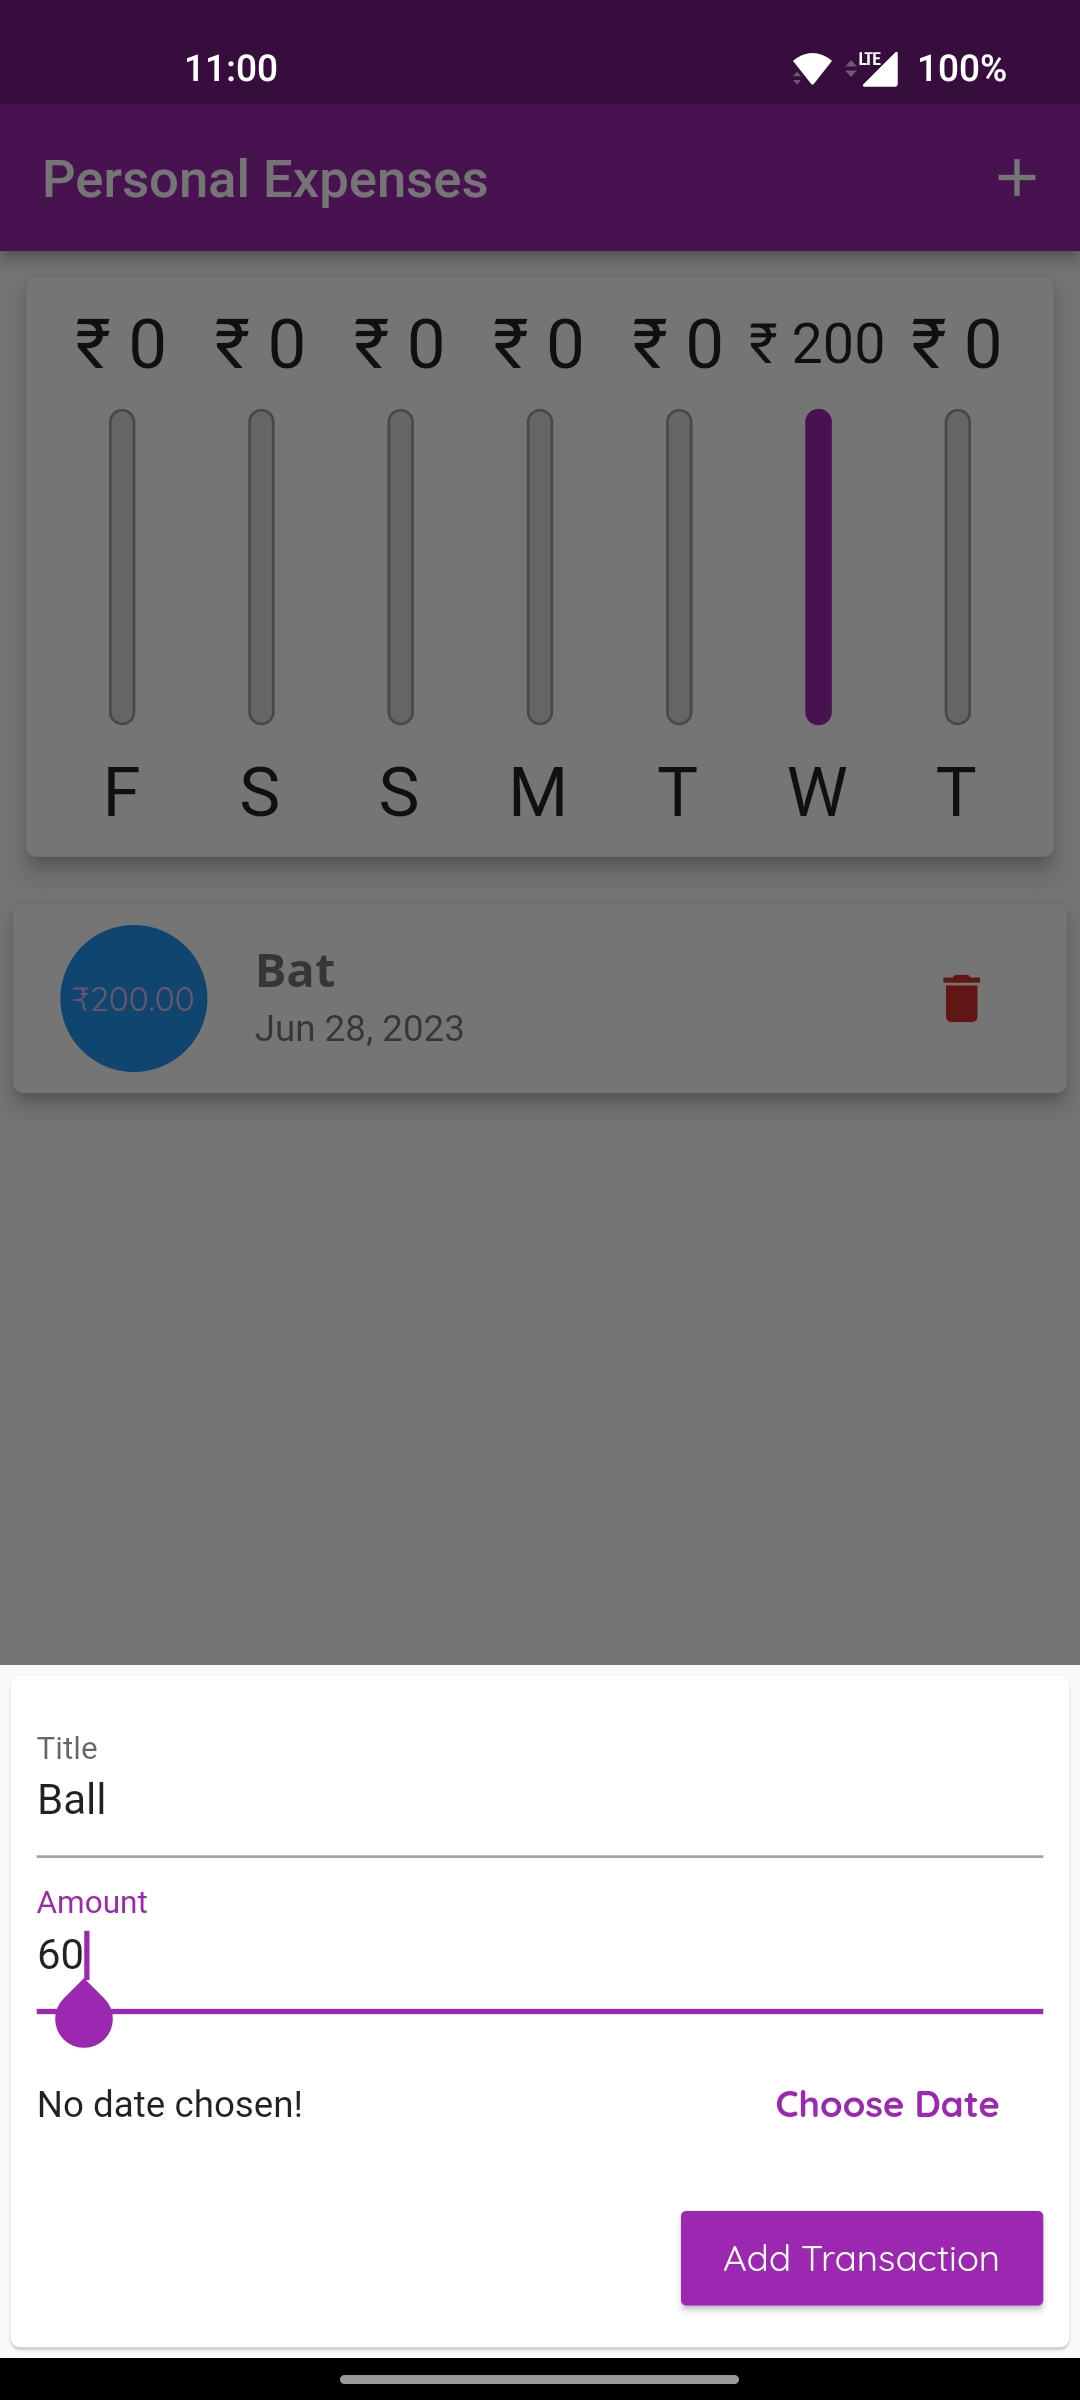 11:00 LTE 100%
Personal Expenses +
₹ 0 ₹ 0 ₹ 0 ₹ 0 ₹ 0 ₹ 200 ₹ 0
F S S M T W T
₹200.00
Bat
Jun 28, 2023
Title
Ball
Amount
60
No date chosen! Choose Date
Add Transaction